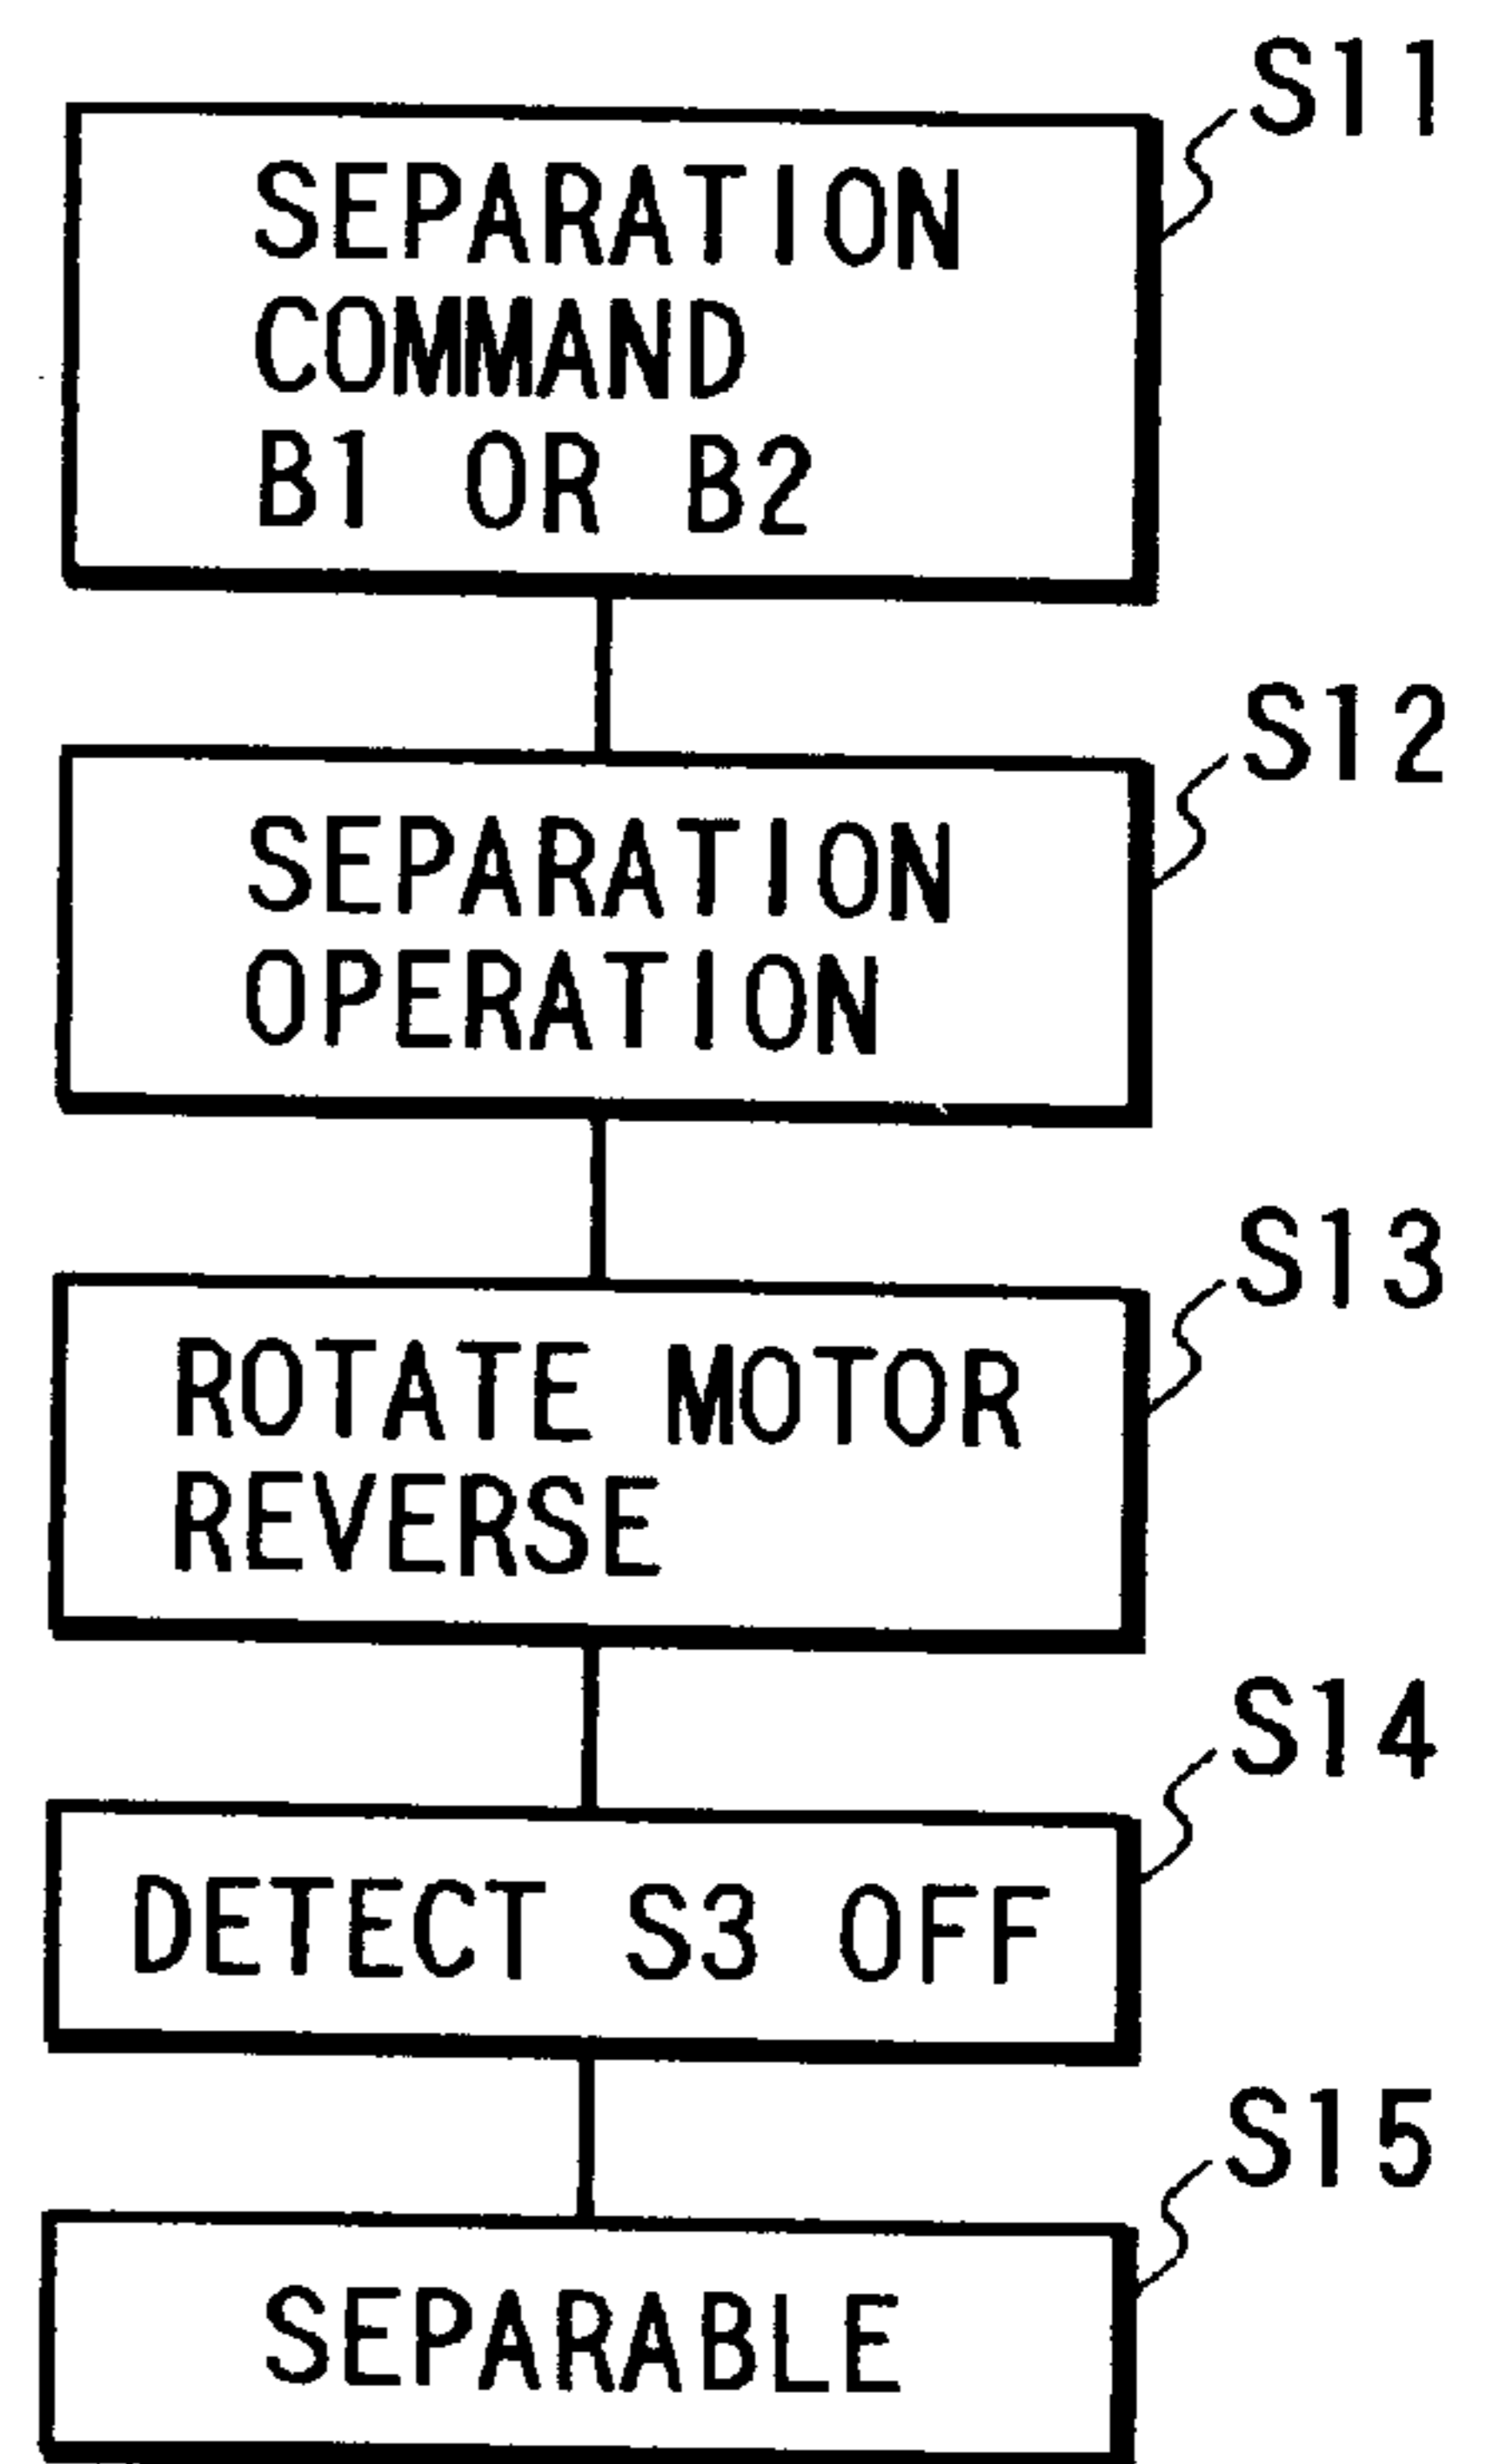 S11
SEPARATION
COMMAND
B1 OR B2
S12
SEPARATION
OPERATION
S13
ROTATE MOTOR
REVERSE
S14
DETECT S3 OFF
S15
SEPARABLE